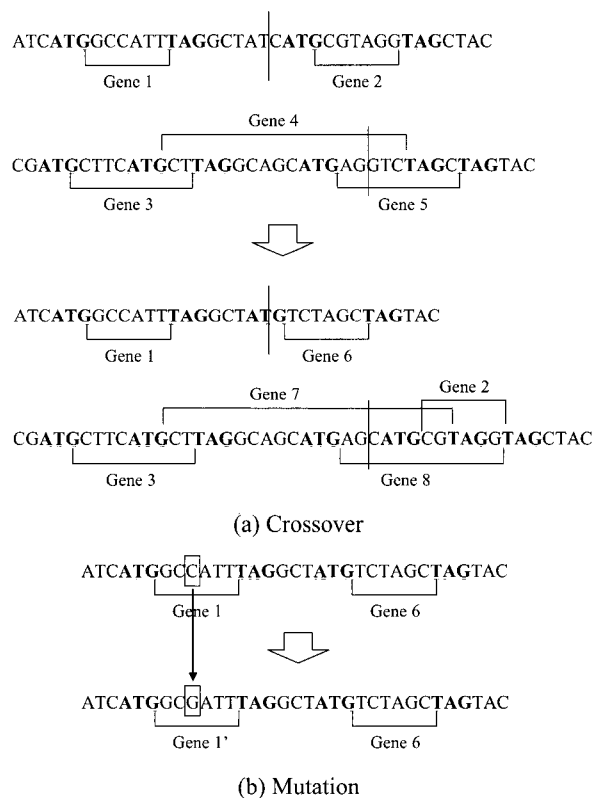 ATCATGGCCATTTAGGCTATCATGCGTAGGTAGCTAC
Gene 1 Gene 2
Gene 4
CGATGCTTCATGCTTAGGCAGCATGAGGTCTAGCTAGTAC
Gene 3 Gene 5
ATCATGGCCATTTAGGCTATGTCTAGCTAGTAC
Gene 1 Gene 6
Gene 7 Gene 2
CGATGCTTCATGCTTAGGCAGCATGAGCATGCGTAGGTAGCTAC
Gene 3 Gene 8
(a) Crossover
ATCATGGCCATTTAGGCTATGTCTAGCTAGTAC
Gene 1 Gene 6
ATCATGGCGATTTAGGCTATGTCTAGCTAGTAC
Gene 1’ Gene 6
(b) Mutation